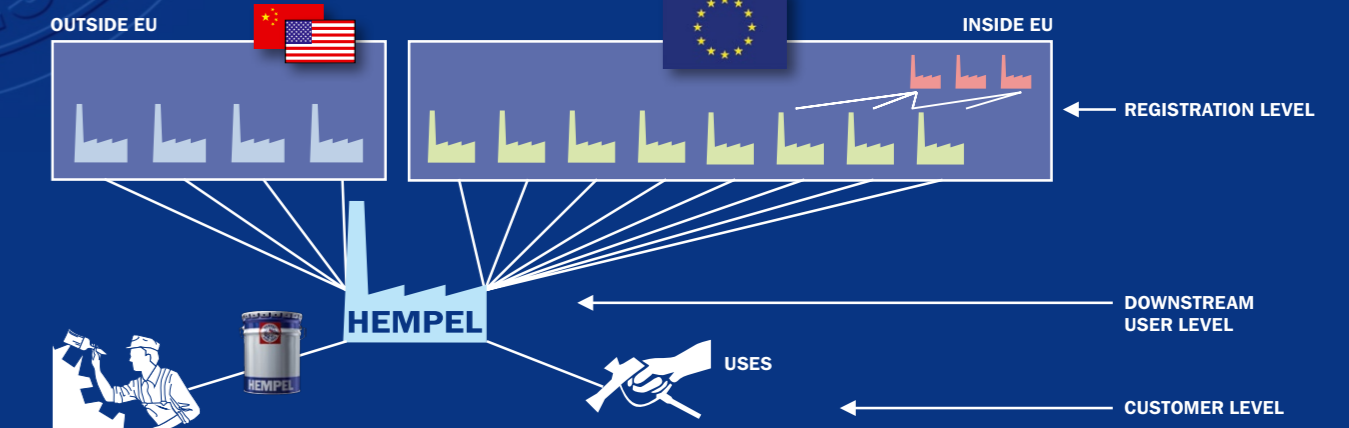 OUTSIDE EU
INSIDE EU
REGISTRATION LEVEL
HEMPEL
DOWNSTREAM
USER LEVEL
HEMPEL
USES
CUSTOMER LEVEL